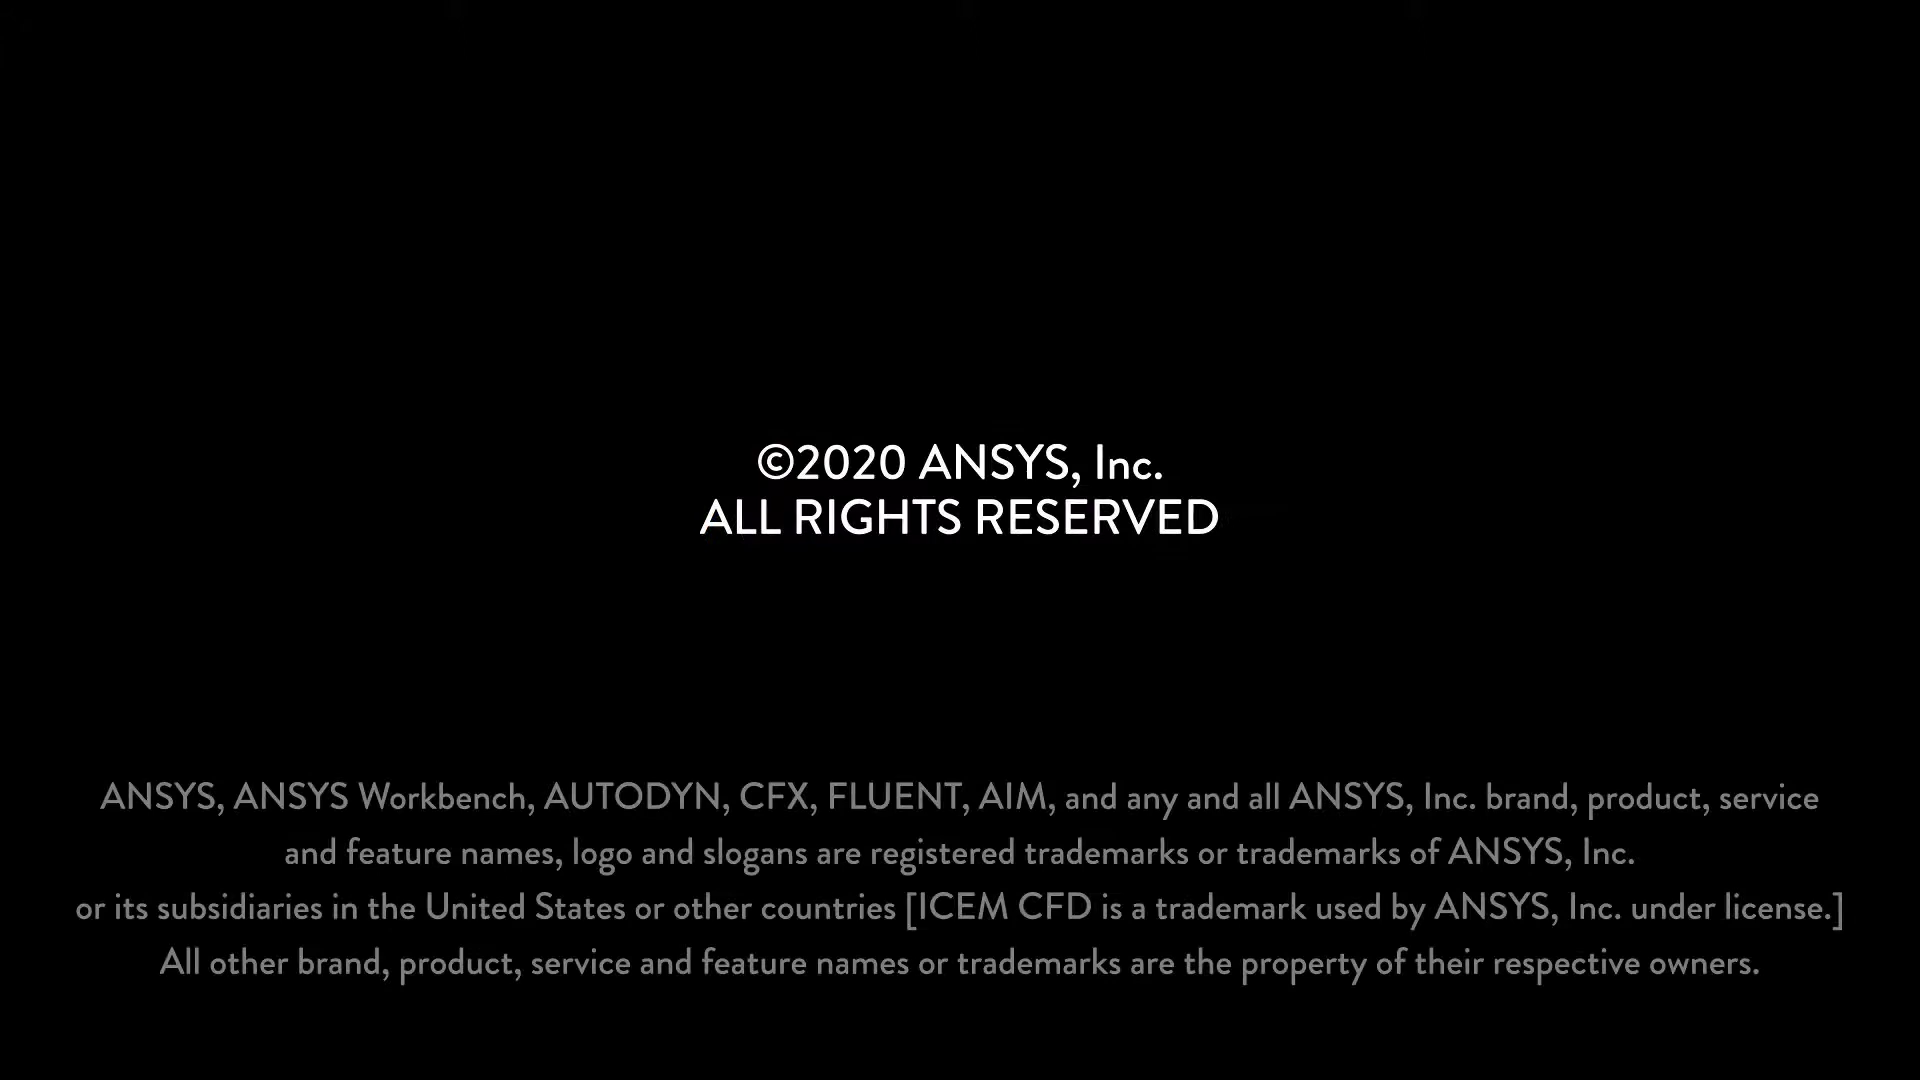 ©2020 ANSYS, Inc.
ALL RIGHTS RESERVED
ANSYS, ANSYS Workbench, AUTODYN, CFX, FLUENT, AIM, and any and all ANSYS, Inc. brand, product, service
and feature names, logo and slogans are registered trademarks or trademarks of ANSYS, Inc.
or its subsidiaries in the United States or other countries [ICEM CFD is a trademark used by ANSYS, Inc. under license.]
All other brand, product, service and feature names or trademarks are the property of their respective owners.